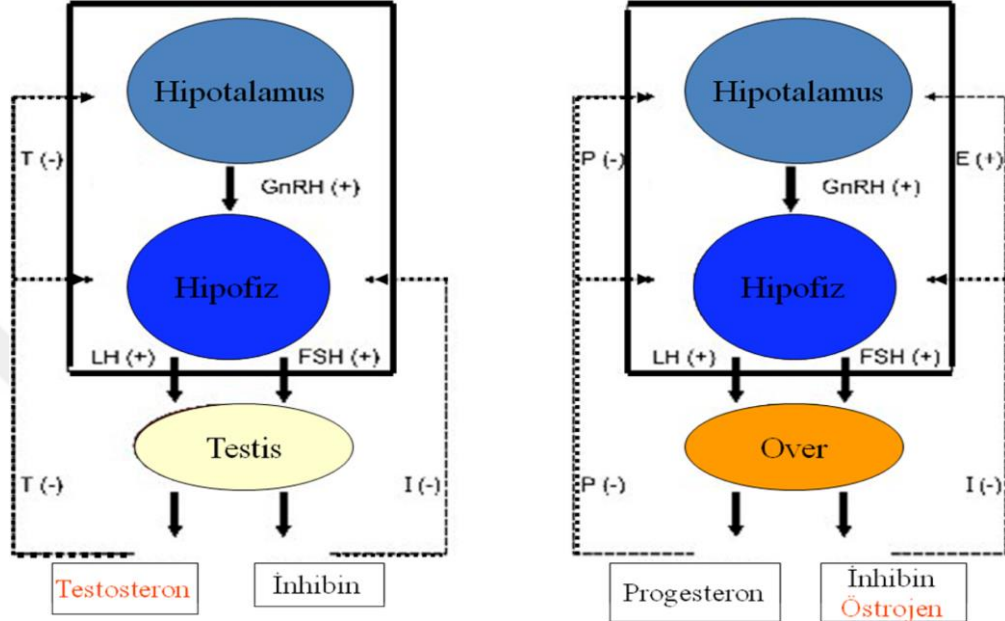 Hipotalamus
T (-)
GnRH (+)
Hipofiz
LH (+)
FSH (+)
Testis
T (-)
I (-)
Testosteron
İnhibin
Hipotalamus
P (-)
E (+)
GnRH (+)
Hipofiz
LH (+)
FSH (+)
Over
P (-)
I (-)
Progesteron
İnhibin
Östrojen